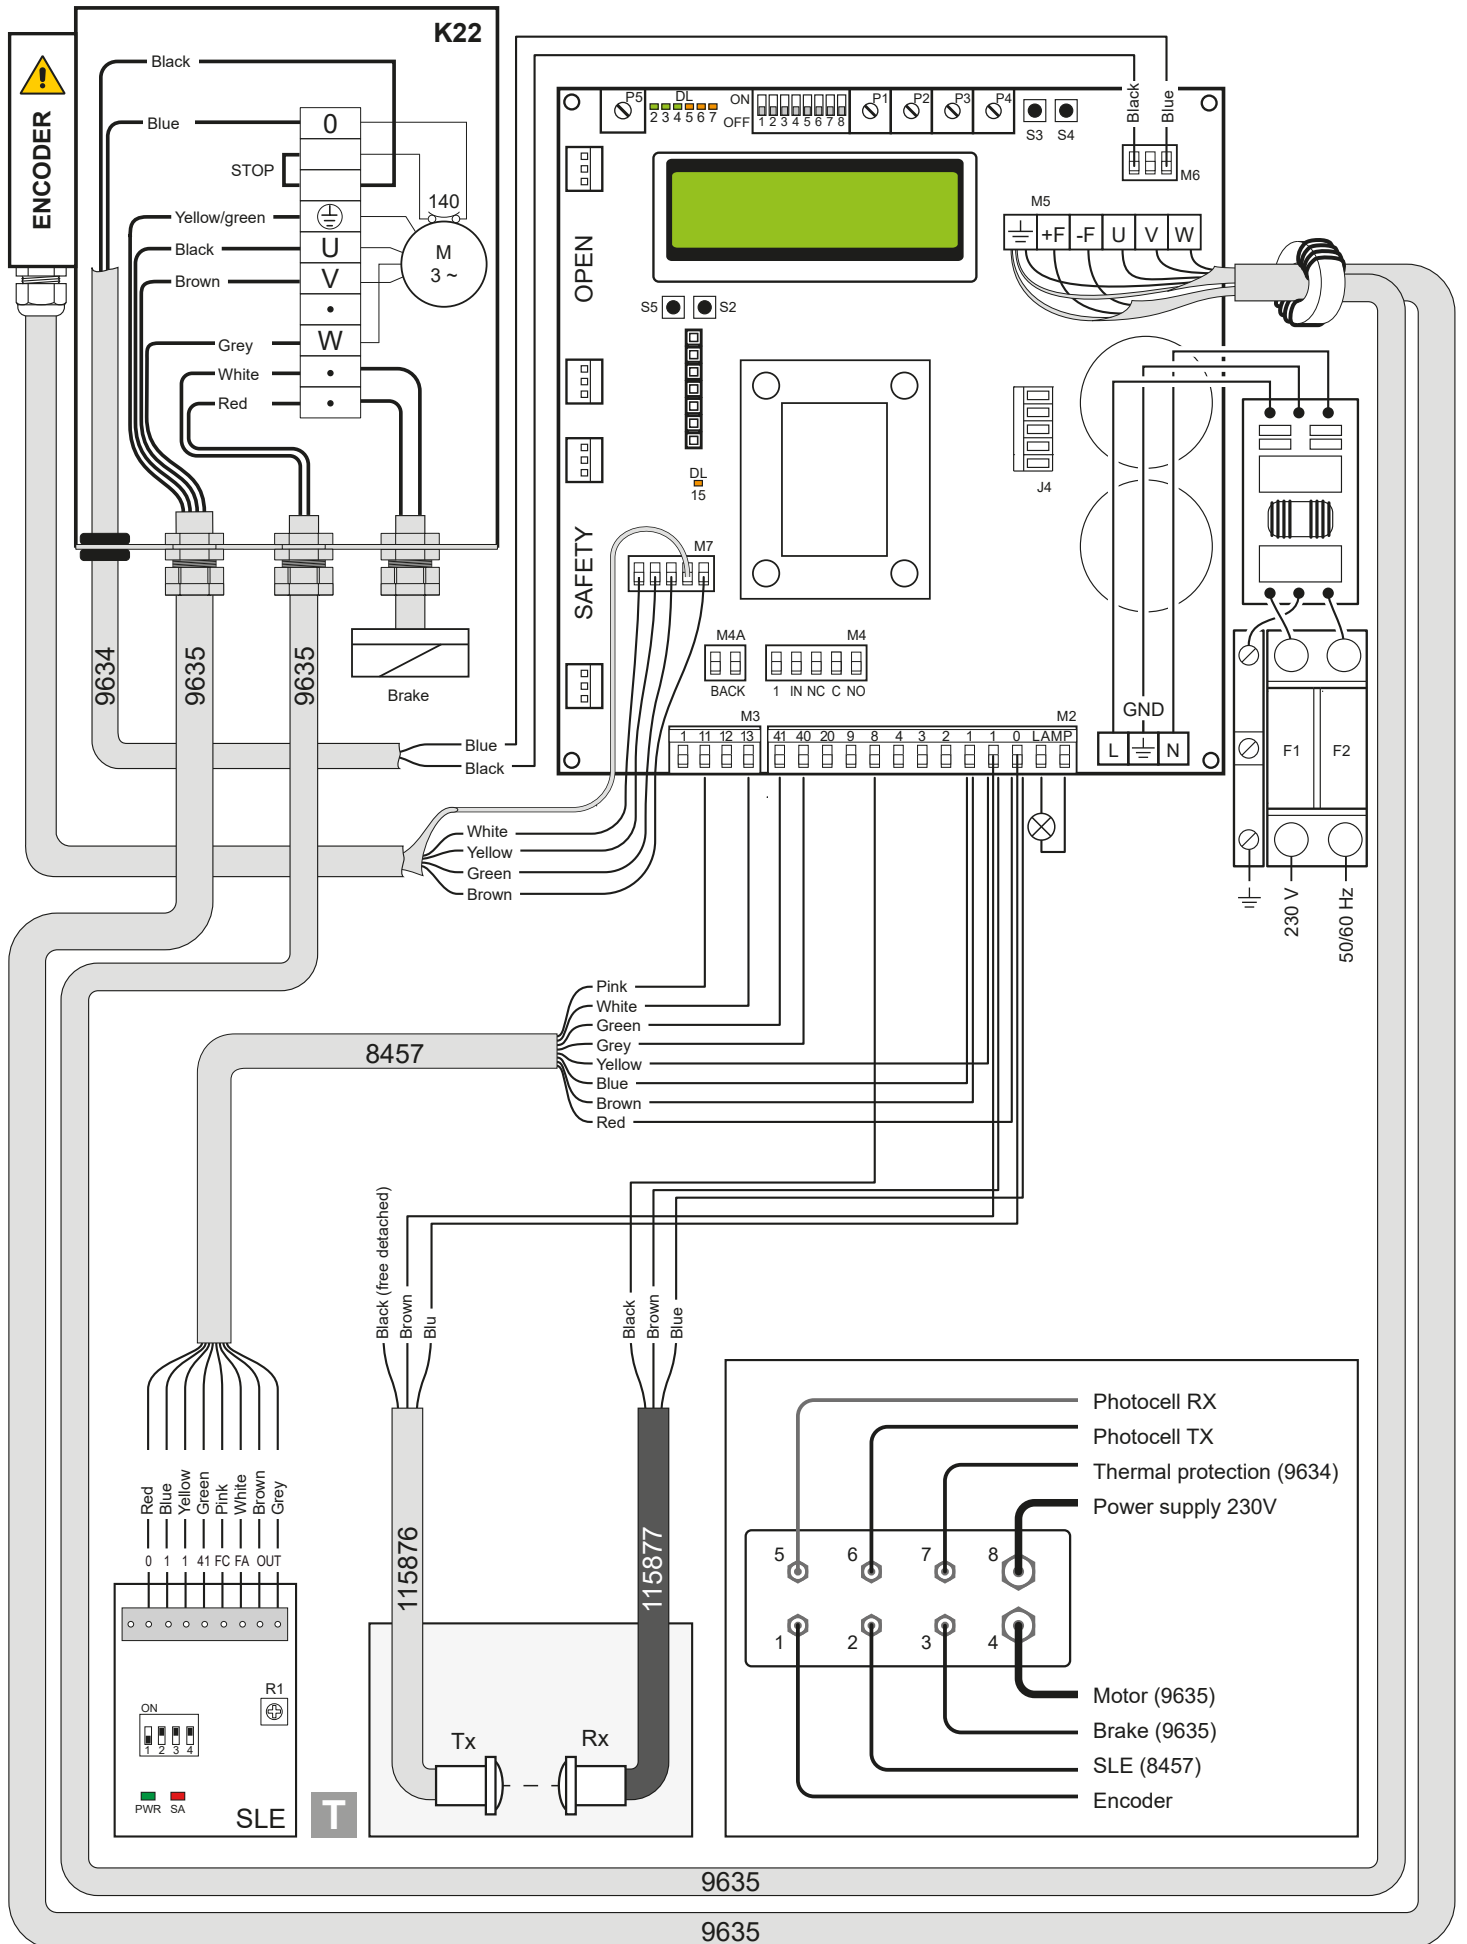 K22
ENCODER
Black
Blue
0
STOP
Yellow/green
Black
Brown
U
V
•
Grey
W
White
•
Red
•
140
M
3 ~
9634
9635
9635
Brake
Blue
Black
White
Yellow
Green
Brown
P5
DL
2 3 4 5 6 7
ON
OFF
1 2 3 4 5 6 7 8
P1
P2
P3
P4
S3
S4
Black
Blue
M6
M5
+F
-F
U
V
W
OPEN
S5
S2
DL
15
J4
SAFETY
M7
M4A
BACK
M4
1 IN NC C NO
M3
1 11 12 13
M2
41 40 20 9 8 4 3 2 1 1 0 LAMP
GND
L
N
F1
F2
230 V
50/60 Hz
8457
Pink
White
Green
Grey
Yellow
Blue
Brown
Red
Black (free detached)
Brown
Blu
Black
Brown
Blue
115876
115877
Tx
Rx
Red
Blue
Yellow
Green
Pink
White
Brown
Grey
0 1 1 41 FC FA OUT
R1
ON
1 2 3 4
PWR
SA
SLE
T
Photocell RX
Photocell TX
Thermal protection (9634)
Power supply 230V
5
6
7
8
1
2
3
4
Motor (9635)
Brake (9635)
SLE (8457)
Encoder
9635
9635